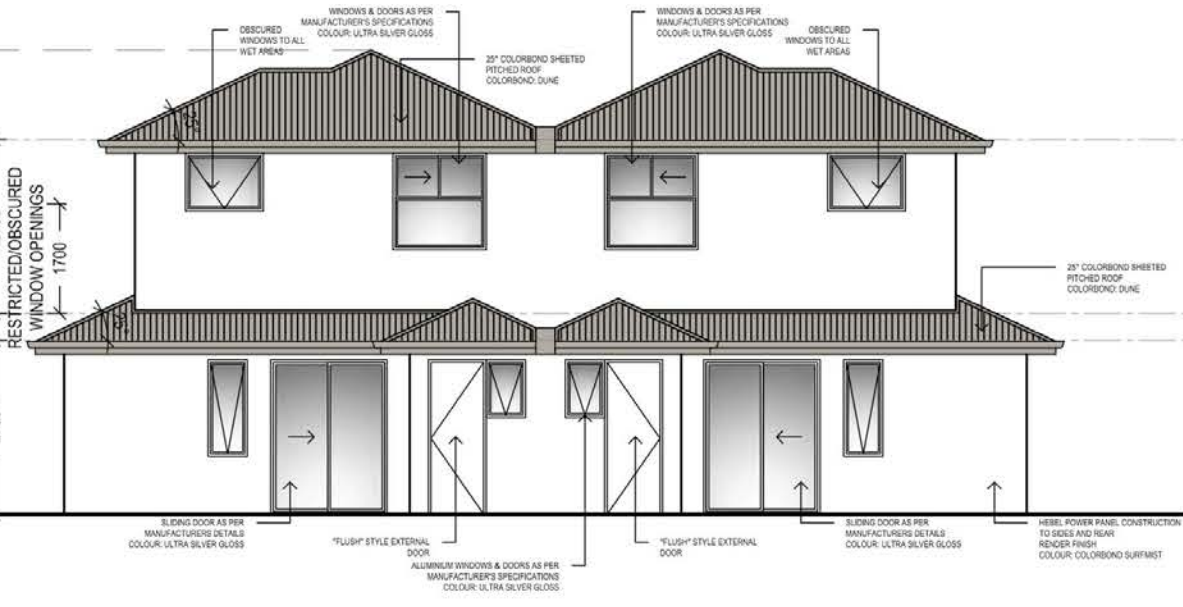 WINDOWS & DOORS AS PER
MANUFACTURER'S SPECIFICATIONS
COLOUR: ULTRA SILVER GLOSS
OBSCURED
WINDOWS TO ALL
WET AREAS
25° COLORBOND SHEETED
PITCHED ROOF
COLORBOND: DUNE
WINDOWS & DOORS AS PER
MANUFACTURER'S SPECIFICATIONS
COLOUR: ULTRA SILVER GLOSS
OBSCURED
WINDOWS TO ALL
WET AREAS
25°
RESTRICTED/OBSCURED
WINDOW OPENINGS
1700
25°
25° COLORBOND SHEETED
PITCHED ROOF
COLORBOND: DUNE
SLIDING DOOR AS PER
MANUFACTURERS DETAILS
COLOUR: ULTRA SILVER GLOSS
"FLUSH" STYLE EXTERNAL
DOOR
ALUMINIUM WINDOWS & DOORS AS PER
MANUFACTURER'S SPECIFICATIONS
COLOUR: ULTRA SILVER GLOSS
"FLUSH" STYLE EXTERNAL
DOOR
SLIDING DOOR AS PER
MANUFACTURERS DETAILS
COLOUR: ULTRA SILVER GLOSS
HEBEL POWER PANEL CONSTRUCTION
TO SIDES AND REAR
RENDER FINISH
COLOUR: COLORBOND SURFMIST